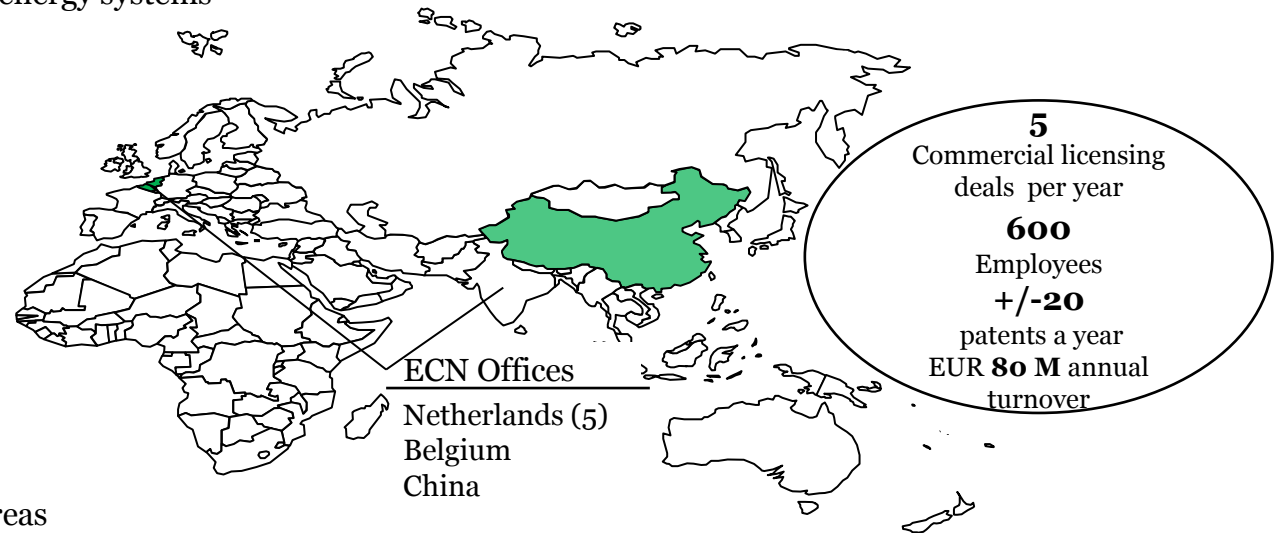 energy systems
5
Commercial licensing
deals per year
600
Employees
+/-20
patents a year
EUR 80 M annual
turnover
ECN Offices
Netherlands (5)
Belgium
China
reas